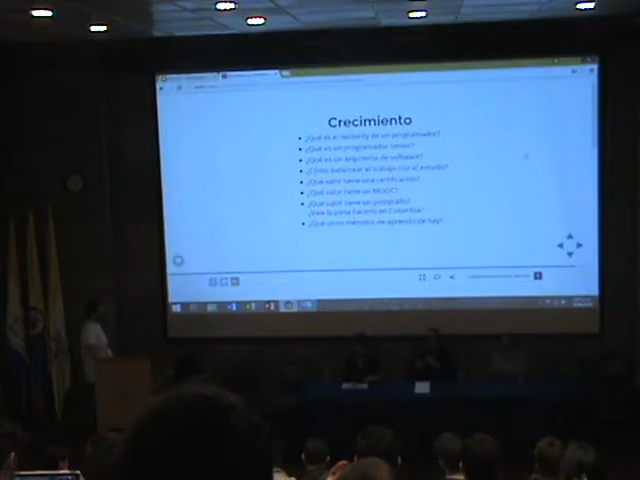 Crecimiento
¿Qué es el seniority de un programador?
¿Qué es un programador senior?
¿Qué es un arquitecto de software?
¿Cómo balancear el trabajo con el estudio?
¿Qué valor tiene una certificación?
¿Qué valor tiene un MOOC?
¿Qué valor tiene un postgrado?
¿Vale la pena hacerlo en Colombia?
¿Qué otros métodos de aprendizaje hay?